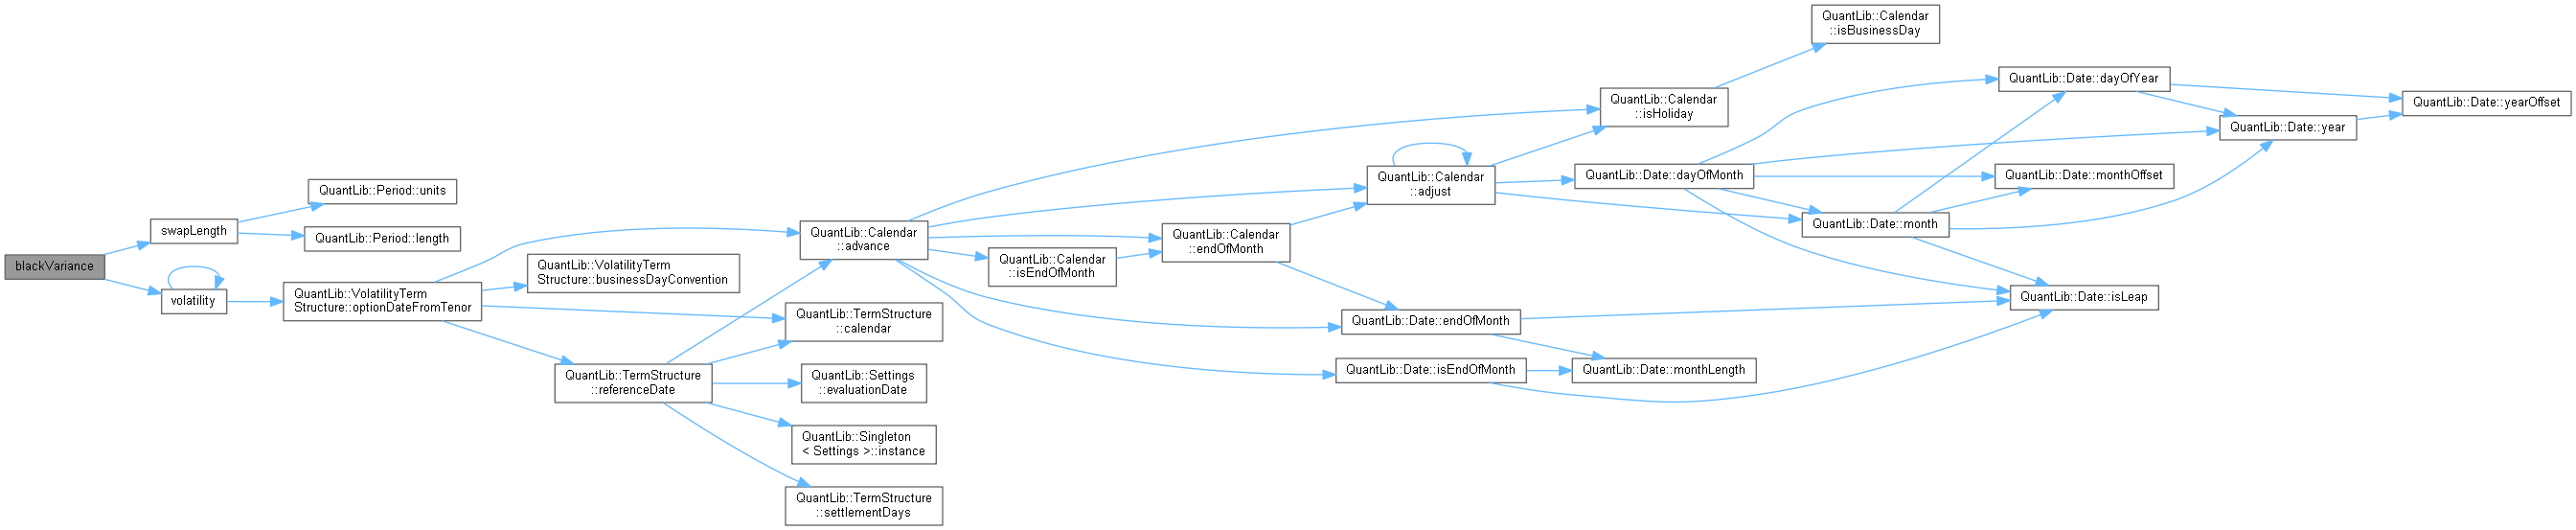 blackVariance
swapLength
QuantLib::Period::units
QuantLib::Period::length
volatility
QuantLib::VolatilityTerm
Structure::optionDateFromTenor
QuantLib::VolatilityTerm
Structure::businessDayConvention
QuantLib::TermStructure
::referenceDate
QuantLib::Calendar
::advance
QuantLib::TermStructure
::calendar
QuantLib::Settings
::evaluationDate
QuantLib::Singleton
< Settings >::instance
QuantLib::TermStructure
::settlementDays
QuantLib::Calendar
::isEndOfMonth
QuantLib::Calendar
::endOfMonth
QuantLib::Calendar
::adjust
QuantLib::Date::endOfMonth
QuantLib::Date::isEndOfMonth
QuantLib::Calendar
::isHoliday
QuantLib::Calendar
::isBusinessDay
QuantLib::Date::dayOfMonth
QuantLib::Date::monthLength
QuantLib::Date::month
QuantLib::Date::dayOfYear
QuantLib::Date::monthOffset
QuantLib::Date::isLeap
QuantLib::Date::year
QuantLib::Date::yearOffset